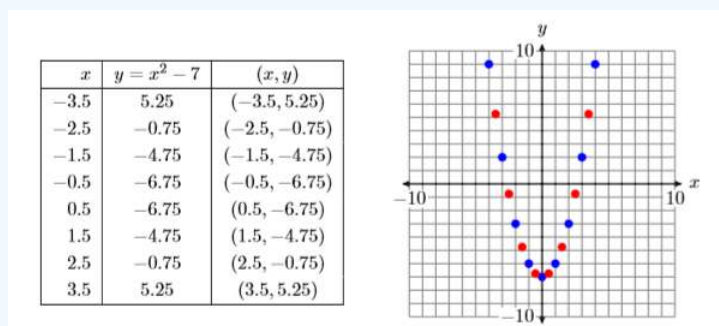 x y = x² – 7 (x, y)
−3.5 5.25 (−3.5, 5.25)
−2.5 −0.75 (−2.5, −0.75)
−1.5 −4.75 (−1.5, −4.75)
−0.5 −6.75 (−0.5, −6.75)
0.5 −6.75 (0.5, −6.75)
1.5 −4.75 (1.5, −4.75)
2.5 −0.75 (2.5, −0.75)
3.5 5.25 (3.5, 5.25)
y
10
x
−10
10
−10